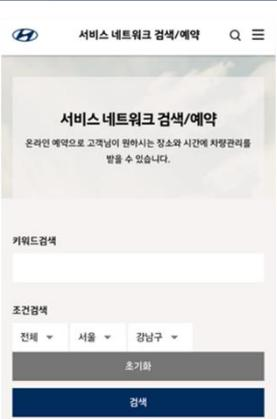 서비스 네트워크 검색/예약
서비스 네트워크 검색/예약
온라인 예약으로 고객님이 원하시는 장소와 시간에 차량관리를
받을 수 있습니다.
키워드검색
조건검색
전체 서울 강남구
초기화
검색